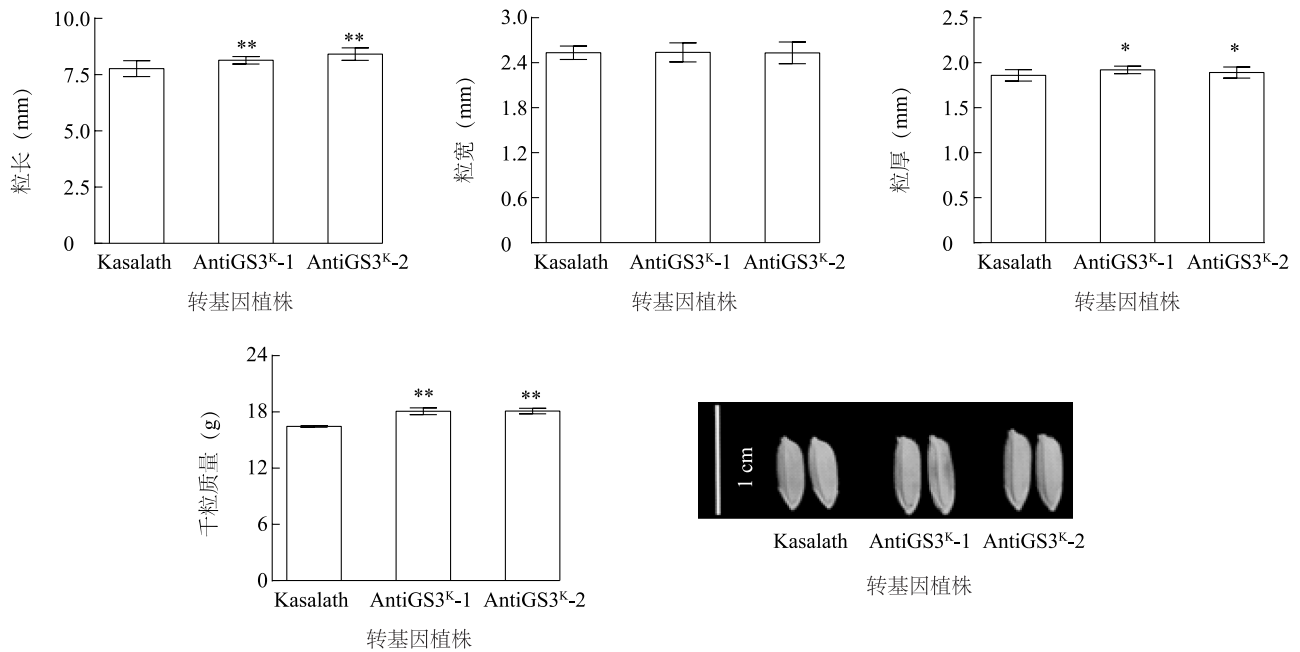 10.0
7.5
5.0
2.5
0
粒长 (mm)
** **
Kasalath AntiGS3ᴷ-1 AntiGS3ᴷ-2
转基因植株
3.0
2.4
1.8
1.2
0.6
0
粒宽 (mm)
Kasalath AntiGS3ᴷ-1 AntiGS3ᴷ-2
转基因植株
2.5
2.0
1.5
1.0
0.5
0
粒厚 (mm)
* *
Kasalath AntiGS3ᴷ-1 AntiGS3ᴷ-2
转基因植株
24
18
12
6
0
千粒质量 (g)
** **
Kasalath AntiGS3ᴷ-1 AntiGS3ᴷ-2
转基因植株
1 cm
Kasalath AntiGS3ᴷ-1 AntiGS3ᴷ-2
转基因植株